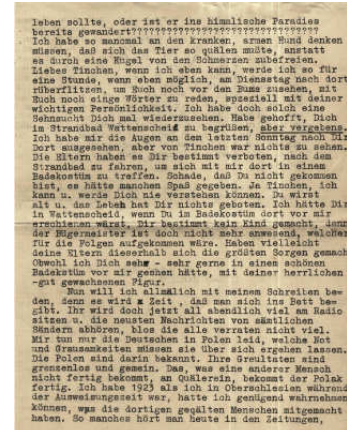 leben sollte, oder ist er ins himalische Paradies
bereits gewandert??????????????????????????????
Ich habe so manomal an den kranken, armen Hund denken
müssen, daß sich das Tier so quälen mußte, anstatt
es durch eine Kugel von den Schmerzen zubefreien.
Liebes Tinchen, wenn ich eben kann, werde ich so für
eine Stunde, wenn eben möglich, am Dienstag nach dort
rüberflitzen, um Euch noch vor den Bums zusehen, mit
Euch noch einge Wörter zu reden, speziell mit deiner
wichtigen Persönlichkeit. Ich habe doch solch eine
Sehnsucht Dich mal wiederzusehen. Habe gehofft, Dich
im Strandbad Wattenscheid zu begrüßen, aber vergebens.
Ich habe mir die Augen an dem letzten Sonntag nach Dir
Dort ausgesehen, aber von Tinchen war nichts zu sehen.
Die Eltern haben es Dir bestimmt verboten, nach dem
Strandbad zu fahren, um sich mit mir dort in einem
Badekostüm zu treffen. Schade, daß Du nicht gekommen
bist, es hätte manchen Spaß gegeben. Ja Tinchen, ich
kann u. werde Dich nie verstehen können. Du wirst
alt u. das Leben hat Dir nichts geboten. Ich hätte Dir
in Wattenscheid, wenn Du im Badekostüm dort vor mir
erschienen wärst, Dir bestimmt kein Kind gemacht, denn
der Bügermeister ist doch nicht mehr anwesend, welcher
für die Folgen aufgekommen wäre. Haben vielleicht
deine Eltern dieserhalb sich die größten Sorgen gemach
Obwohl ich Dich sehr - sehr gerne in einem schönen
Badekstüm vor mir gesehen hätte, mit deiner herrlichen
-gut gewachsenen Figur.
Nun will ich allmälich mit meinem Schreiben be-
den, denn es wird Zeit , daß man sich ins Bett be-
gibt. Ihr wird doch jetzt all abendlich viel am Radio
sitzen u. die neusten Nachrichten von sämtlichen
Sändern abhören, blos die alle verraten nicht viel.
Mir tun nur die Deutschen in Polen leid, welche Not
und Grausamkeiten müssen sie über sich ergehen lassen.
Die Polen sind darin bekannt. Ihre Greultaten sind
grenzenlos und gemein. Das, was eine anderer Mensch
nicht fertig bekommt, an Quälerein, bekommt der Polak
fertig. Ich habe 1923 als ich in Oberschlesien während
der Ausweisungszeit war, hatte ich genügend wahrnehmen
können, was die dortigen geqälten Menschen mitgemacht
haben. So manches hört man heute in den Zeitungen,